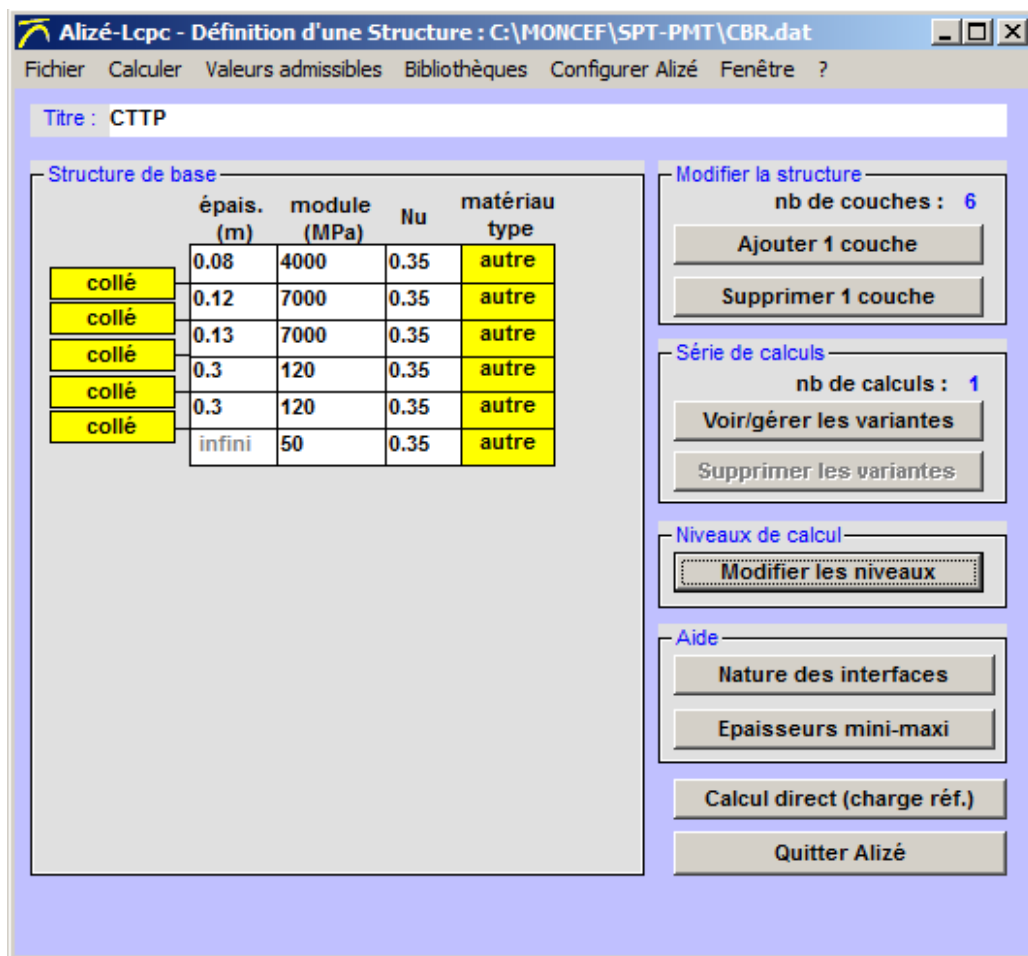 Alizé-Lcpc - Définition d'une Structure : C:\MONCEF\SPT-PMT\CBR.dat
Fichier Calculer Valeurs admissibles Bibliothèques Configurer Alizé Fenêtre ?
Titre : CTTP
Structure de base
épais. (m) module (MPa) Nu matériau type
0.08 4000 0.35 autre
collé
0.12 7000 0.35 autre
collé
0.13 7000 0.35 autre
collé
0.3 120 0.35 autre
collé
0.3 120 0.35 autre
collé
infini 50 0.35 autre
Modifier la structure
nb de couches : 6
Ajouter 1 couche
Supprimer 1 couche
Série de calculs
nb de calculs : 1
Voir/gérer les variantes
Supprimer les variantes
Niveaux de calcul
Modifier les niveaux
Aide
Nature des interfaces
Epaisseurs mini-maxi
Calcul direct (charge réf.)
Quitter Alizé